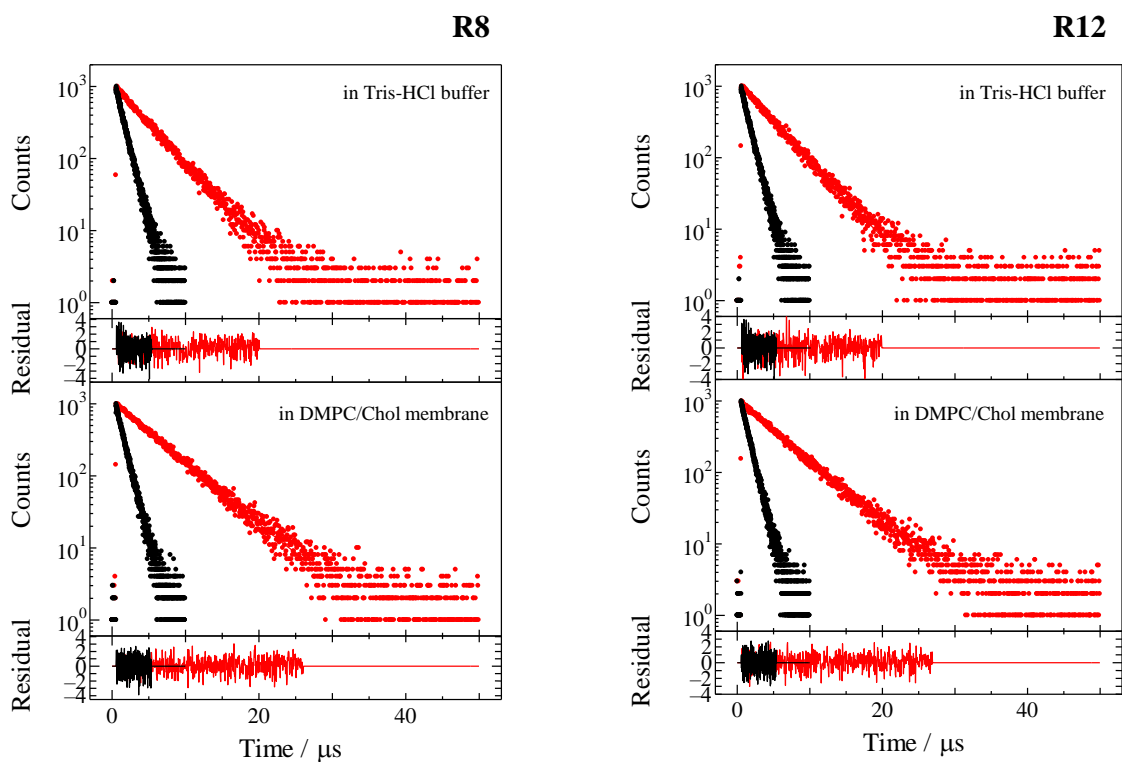 R8
in Tris-HCl buffer
Counts
10³
10²
10¹
10⁰
Residual
4
2
0
−2
−4
in DMPC/Chol membrane
Counts
10³
10²
10¹
10⁰
Residual
4
2
0
−2
−4
0 20 40
Time / μs
R12
in Tris-HCl buffer
Counts
10³
10²
10¹
10⁰
Residual
4
2
0
−2
−4
in DMPC/Chol membrane
Counts
10³
10²
10¹
10⁰
Residual
4
2
0
−2
−4
0 20 40
Time / μs